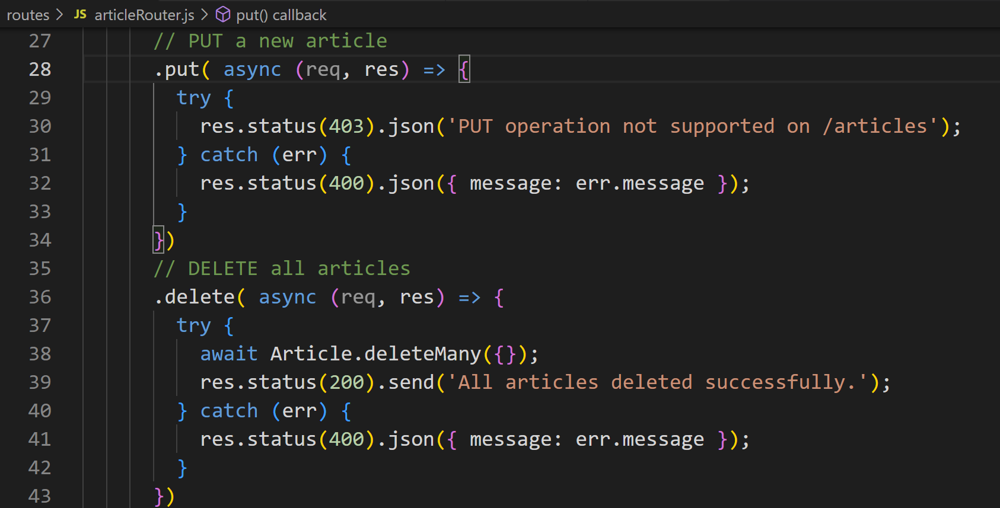 routes > JS articleRouter.js > put() callback
27 // PUT a new article
28 .put( async (req, res) => {
29 try {
30 res.status(403).json('PUT operation not supported on /articles');
31 } catch (err) {
32 res.status(400).json({ message: err.message });
33 }
34 })
35 // DELETE all articles
36 .delete( async (req, res) => {
37 try {
38 await Article.deleteMany({});
39 res.status(200).send('All articles deleted successfully.');
40 } catch (err) {
41 res.status(400).json({ message: err.message });
42 }
43 })